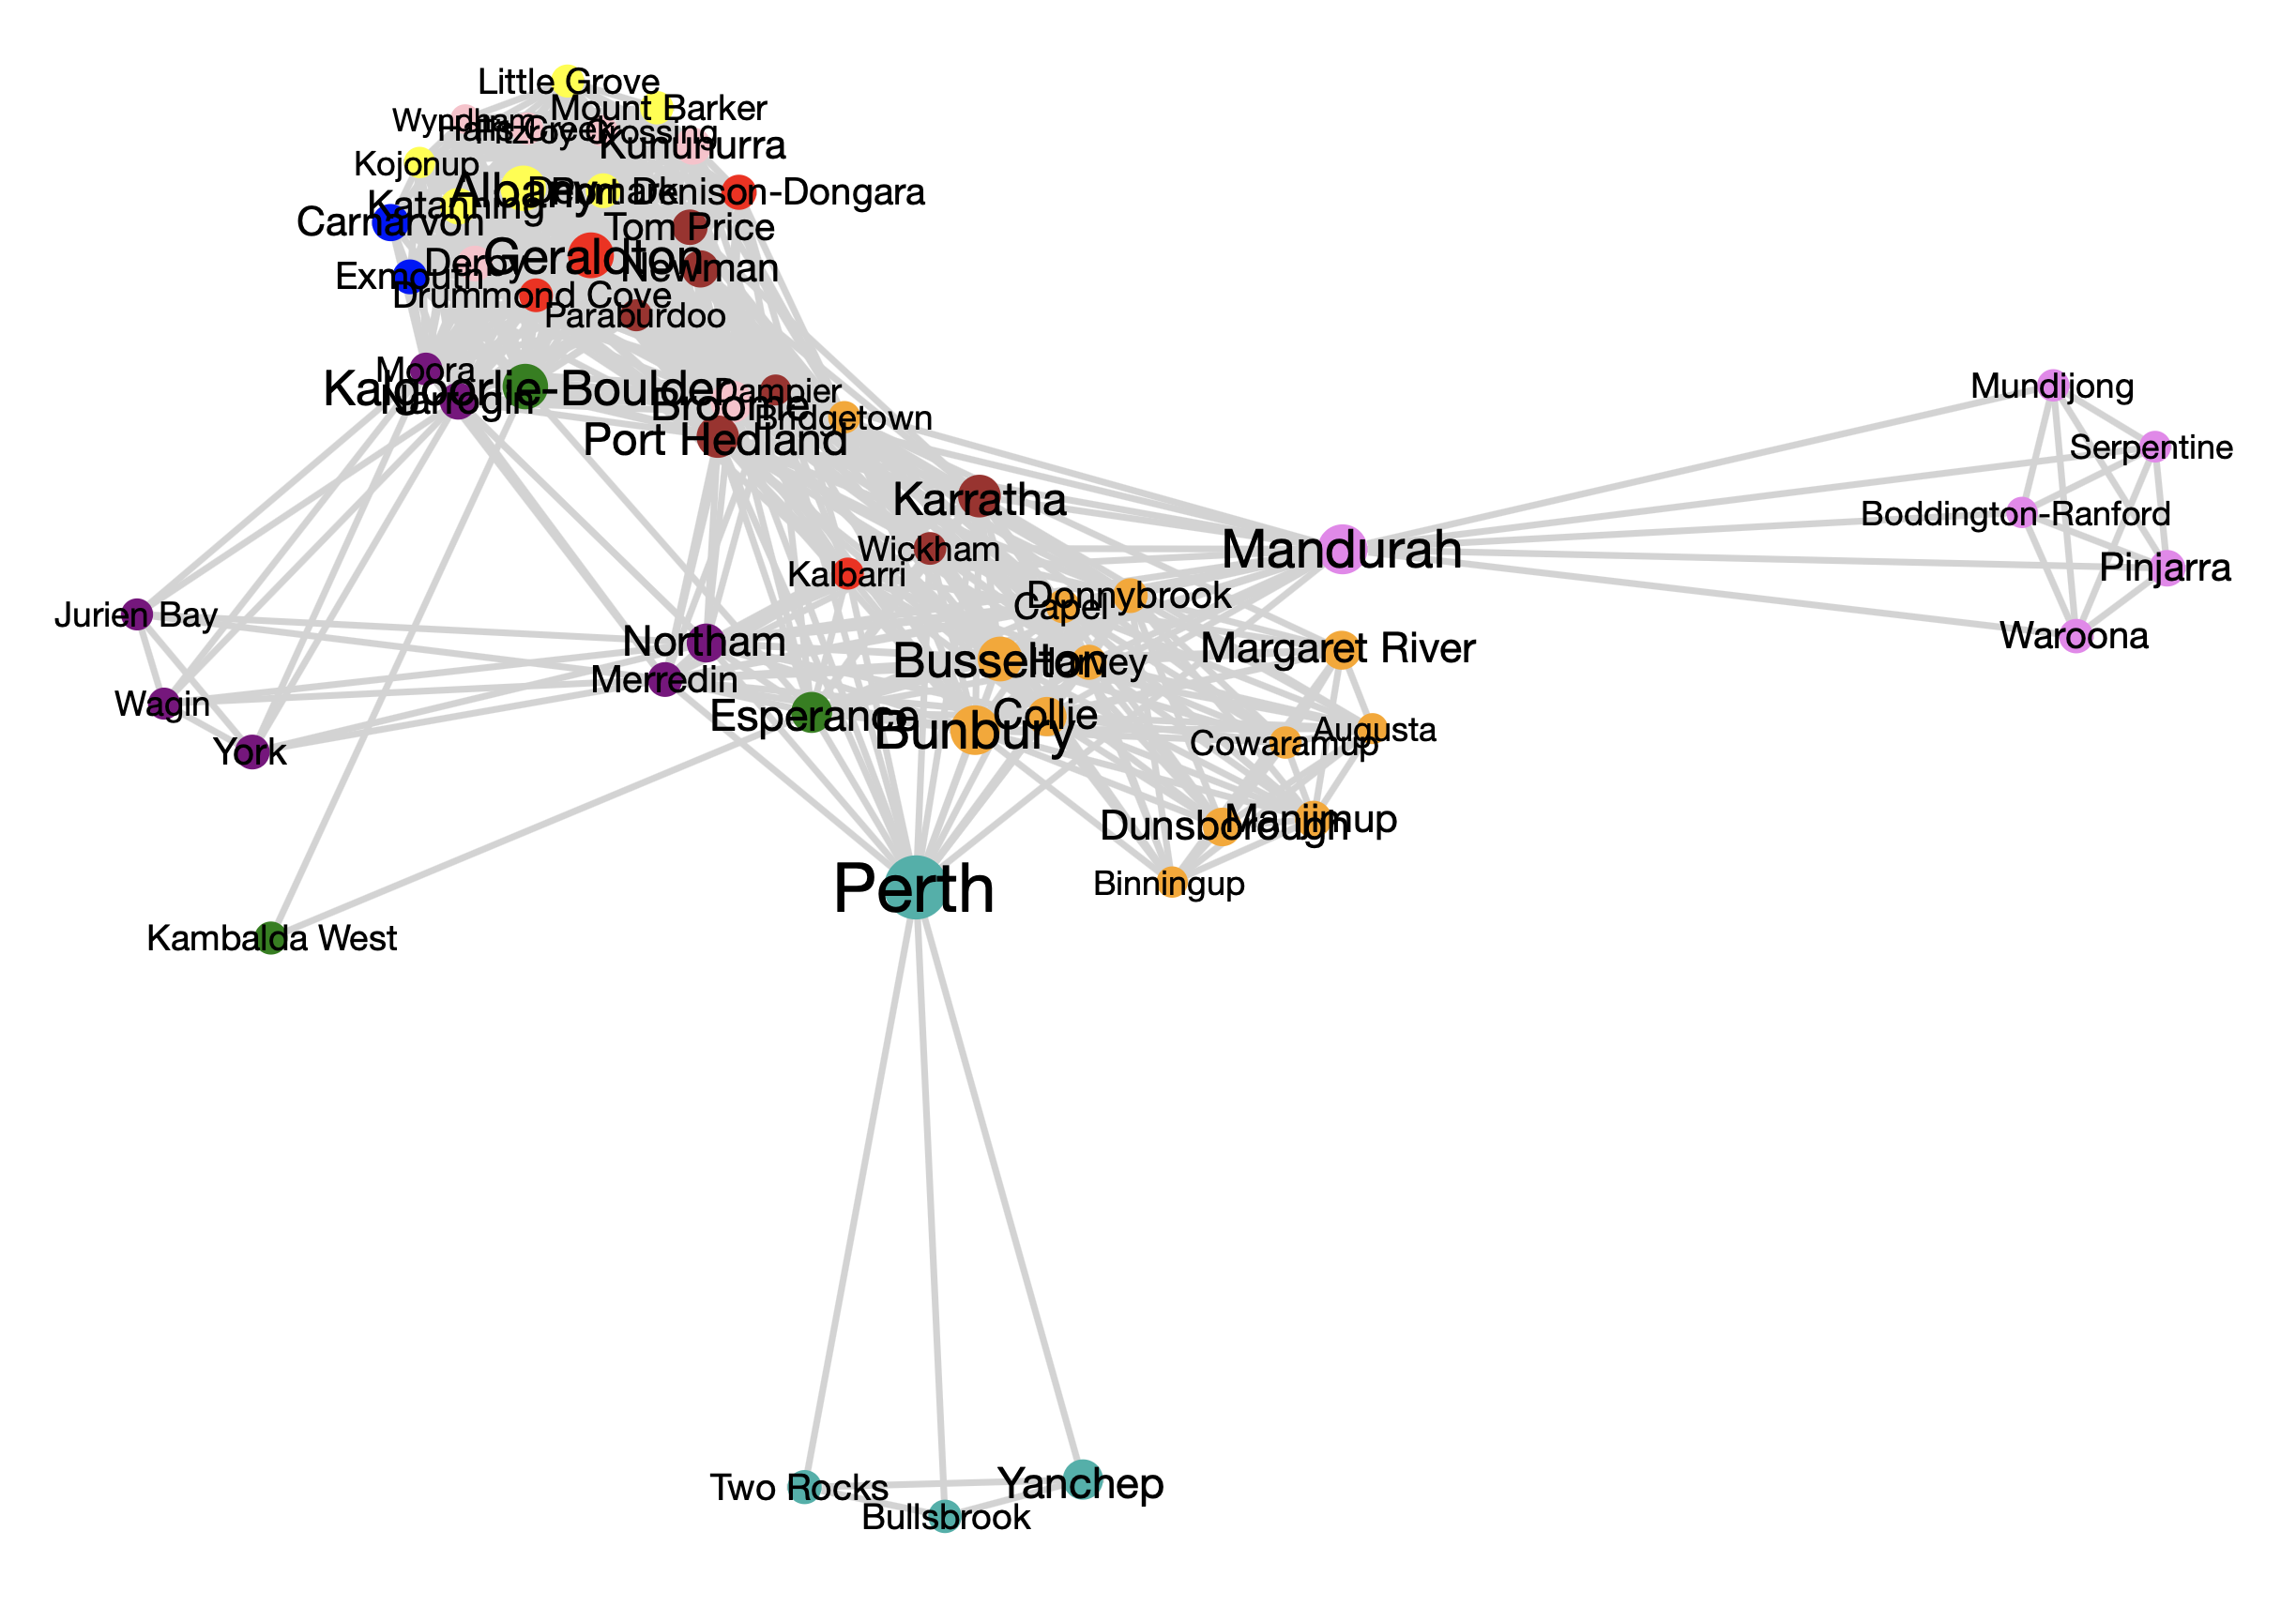 Little Grove
Mount Barker
Wyndham
Halls Creek
Fitzroy Crossing
Kununurra
Kojonup
Albany
Denmark
Port Denison-Dongara
Katanning
Carnarvon
Tom Price
Geraldton
Derby
Newman
Exmouth
Drummond Cove
Paraburdoo
Moora
Kalgoorlie-Boulder
Narrogin
Dampier
Broome
Bridgetown
Port Hedland
Mundijong
Serpentine
Karratha
Boddington-Ranford
Wickham
Mandurah
Kalbarri
Pinjarra
Donnybrook
Capel
Jurien Bay
Northam
Waroona
Margaret River
Busselton
Harvey
Merredin
Wagin
Esperance
Collie
Bunbury
Augusta
Cowaramup
York
Manjimup
Dunsborough
Perth
Binningup
Kambalda West
Yanchep
Two Rocks
Bullsbrook